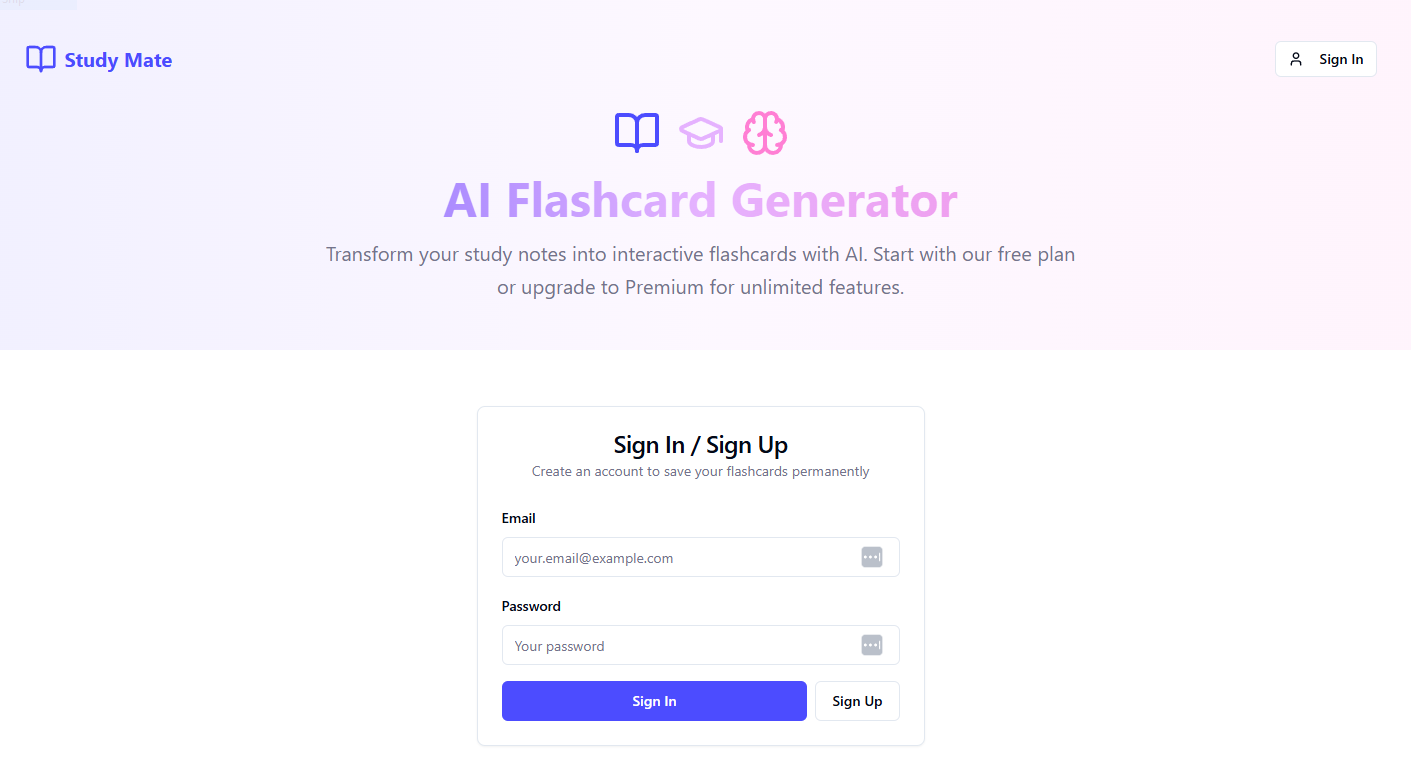 Study Mate
Sign In
AI Flashcard Generator
Transform your study notes into interactive flashcards with AI. Start with our free plan
or upgrade to Premium for unlimited features.
Sign In / Sign Up
Create an account to save your flashcards permanently
Email
your.email@example.com
Password
Your password
Sign In
Sign Up